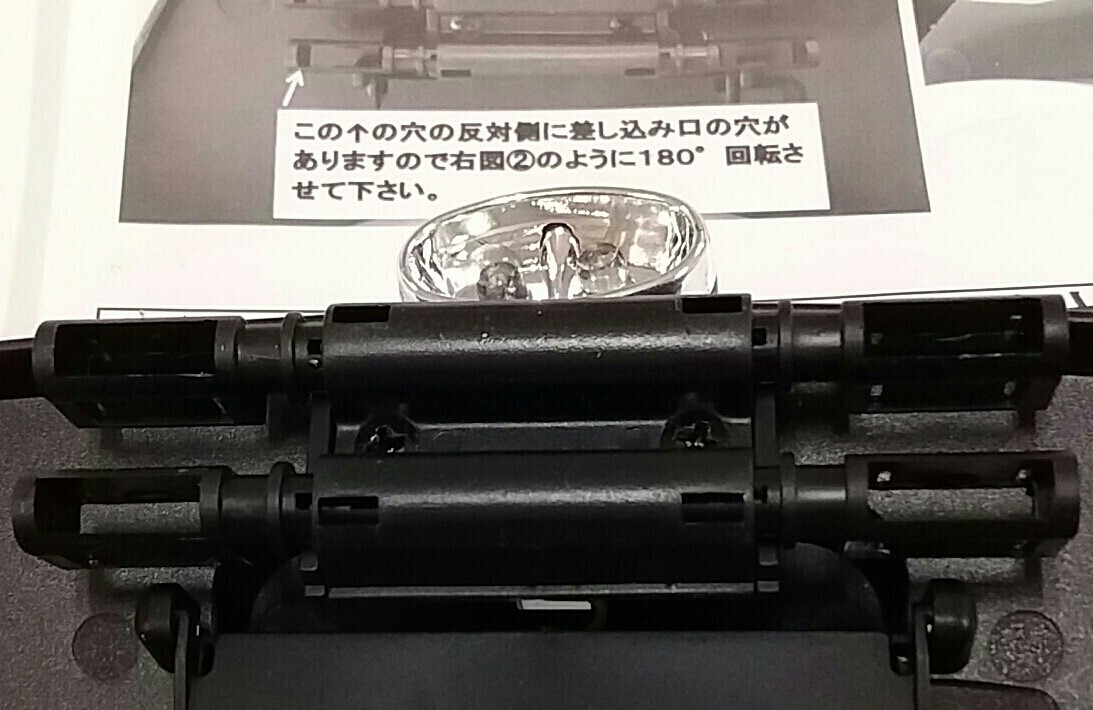 この↑の穴の反対側に差し込み口の穴が
ありますので右図②のように180°回転さ
せて下さい。